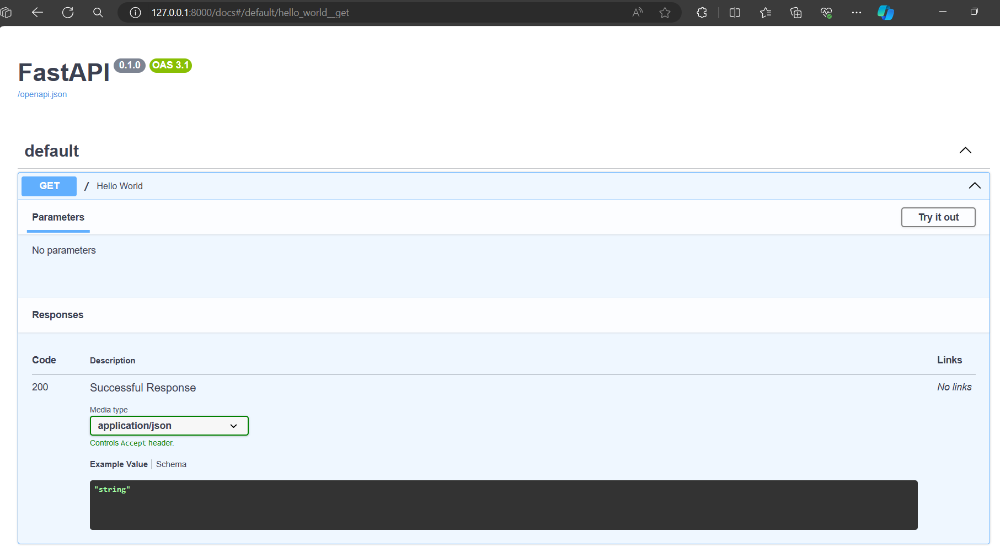 127.0.0.1:8000/docs#/default/hello_world__get
FastAPI 0.1.0 OAS 3.1
/openapi.json
default
GET / Hello World
Parameters
Try it out
No parameters
Responses
Code Description Links
200 Successful Response No links
Media type
application/json
Controls Accept header.
Example Value | Schema
"string"